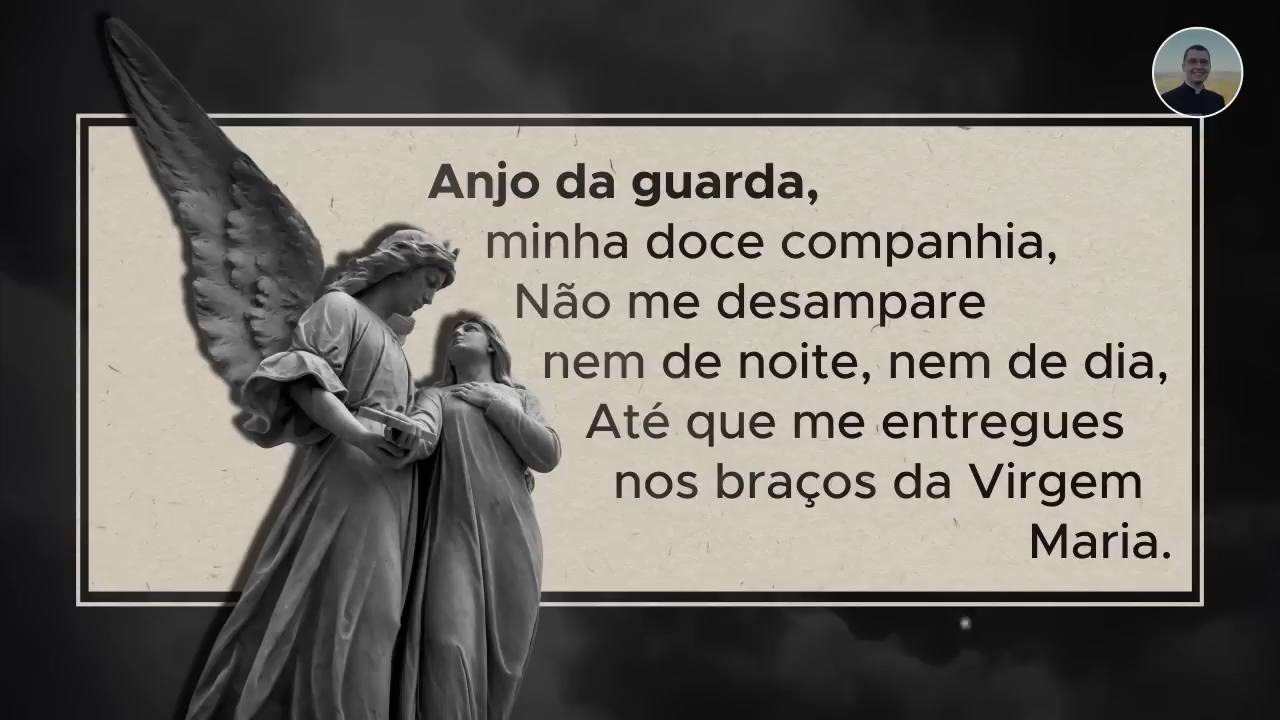 Anjo da guarda,
minha doce companhia,
Não me desampare
nem de noite, nem de dia,
Até que me entregues
nos braços da Virgem
Maria.